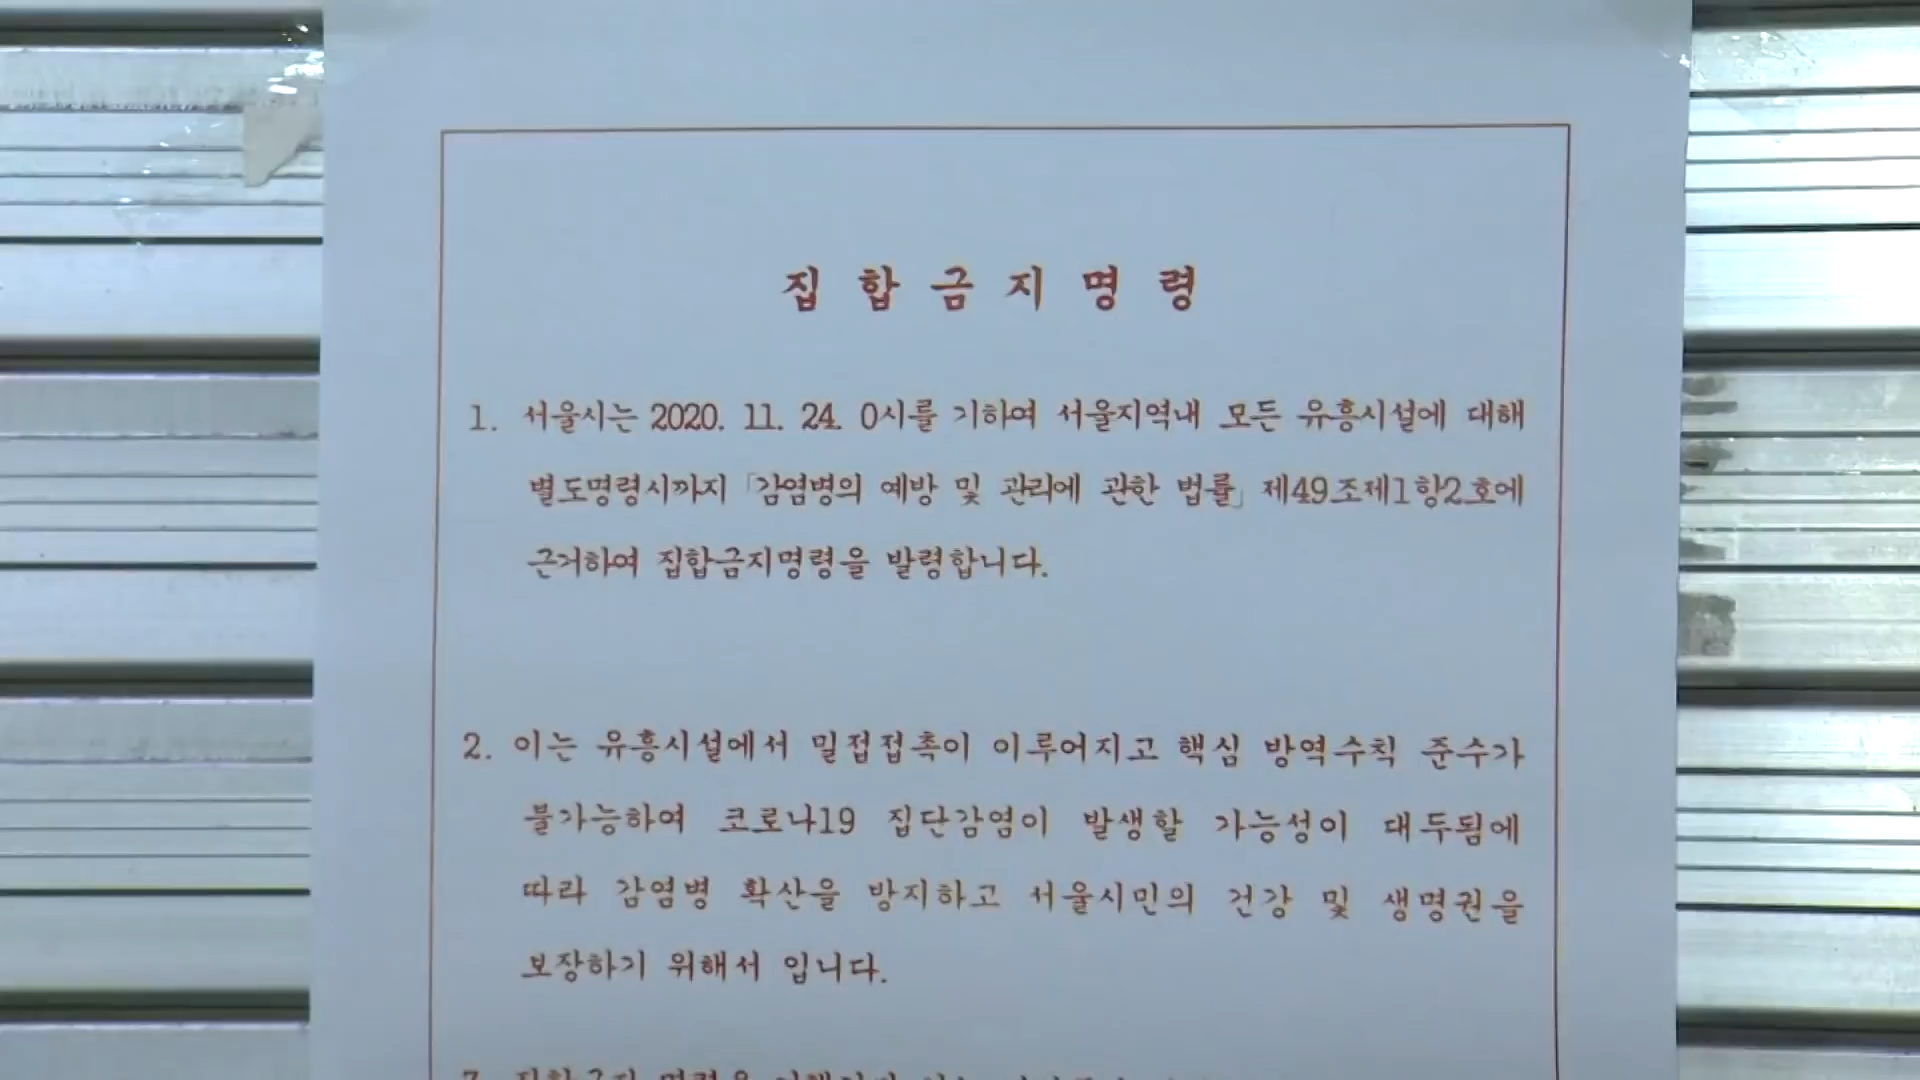 집 합 금 지 명 령
1. 서울시는 2020. 11. 24. 0시를 기하여 서울지역내 모든 유흥시설에 대해
별도명령시까지 「감염병의 예방 및 관리에 관한 법률」 제49조제1항2호에
근거하여 집합금지명령을 발령합니다.
2. 이는 유흥시설에서 밀접접촉이 이루어지고 핵심 방역수칙 준수가
불가능하여 코로나19 집단감염이 발생할 가능성이 대두됨에
따라 감염병 확산을 방지하고 서울시민의 건강 및 생명권을
보장하기 위해서 입니다.